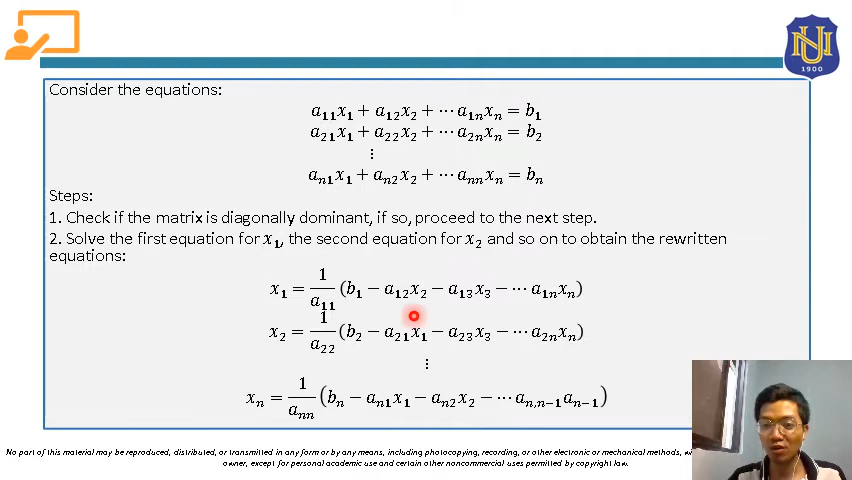 NU
1900
Consider the equations:
a₁₁x₁ + a₁₂x₂ + ⋯ a₁ₙxₙ = b₁
a₂₁x₁ + a₂₂x₂ + ⋯ a₂ₙxₙ = b₂
⋮
aₙ₁x₁ + aₙ₂x₂ + ⋯ aₙₙxₙ = bₙ
Steps:
1. Check if the matrix is diagonally dominant, if so, proceed to the next step.
2. Solve the first equation for x₁, the second equation for x₂ and so on to obtain the rewritten
equations:
x₁ = 1/a₁₁ (b₁ − a₁₂x₂ − a₁₃x₃ − ⋯ a₁ₙxₙ)
x₂ = 1/a₂₂ (b₂ − a₂₁x₁ − a₂₃x₃ − ⋯ a₂ₙxₙ)
⋮
xₙ = 1/aₙₙ (bₙ − aₙ₁x₁ − aₙ₂x₂ − ⋯ aₙ,ₙ₋₁aₙ₋₁)
No part of this material may be reproduced, distributed, or transmitted in any form or by any means, including photocopying, recording, or other electronic or mechanical methods,
owner, except for personal academic use and certain other noncommercial uses permitted by copyright law.